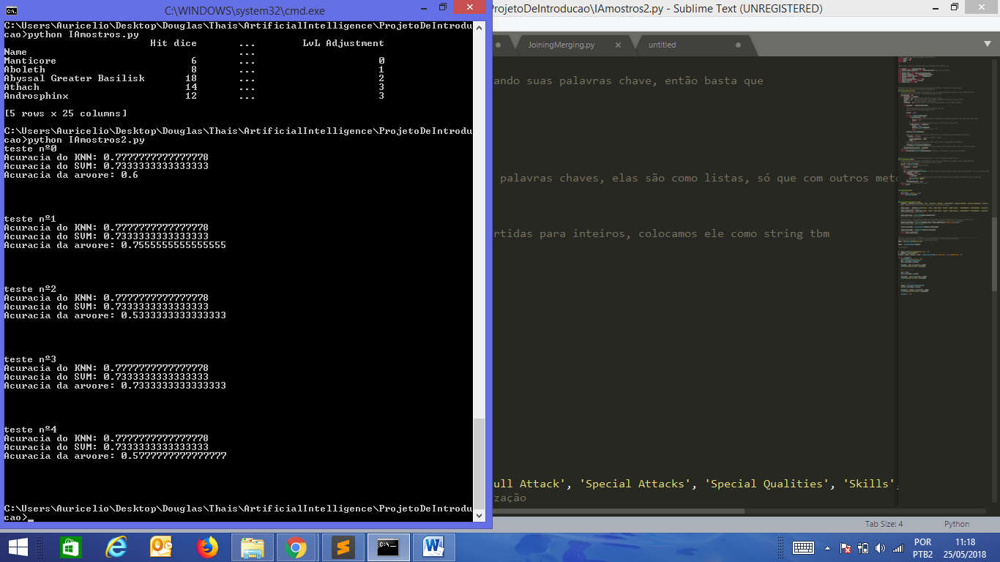 C:\WINDOWS\system32\cmd.exe
C:\Users\Auricelio\Desktop\Douglas\Thais\ArtificialIntelligence\ProjetoDeIntrodu
cao>python IAmostros.py
Hit dice ... LvL Adjustment
Name ...
Manticore 6 ... 0
Aboleth 8 ... 1
Abyssal Greater Basilisk 18 ... 2
Athach 14 ... 3
Androsphinx 12 ... 3
[5 rows x 25 columns]
C:\Users\Auricelio\Desktop\Douglas\Thais\ArtificialIntelligence\ProjetoDeIntrodu
cao>python IAmostros2.py
teste nº0
Acuracia do KNN: 0.7777777777777778
Acuracia do SVM: 0.7333333333333333
Acuracia da arvore: 0.6
teste nº1
Acuracia do KNN: 0.7777777777777778
Acuracia do SVM: 0.7333333333333333
Acuracia da arvore: 0.7555555555555555
teste nº2
Acuracia do KNN: 0.7777777777777778
Acuracia do SVM: 0.7333333333333333
Acuracia da arvore: 0.5333333333333333
teste nº3
Acuracia do KNN: 0.7777777777777778
Acuracia do SVM: 0.7333333333333333
Acuracia da arvore: 0.7333333333333333
teste nº4
Acuracia do KNN: 0.7777777777777778
Acuracia do SVM: 0.7333333333333333
Acuracia da arvore: 0.5777777777777777
C:\Users\Auricelio\Desktop\Douglas\Thais\ArtificialIntelligence\ProjetoDeIntrodu
cao>_
ProjetoDeIntroducao\IAmostros2.py - Sublime Text (UNREGISTERED)
JoiningMerging.py
untitled
ando suas palavras chave, então basta que
palavras chaves, elas são como listas, só que com outros meto
rtidas para inteiros, colocamos ele como string tbm
ull Attack', 'Special Attacks', 'Special Qualities', 'Skills',
zação
Tab Size: 4 Python
POR
PTB2
11:18
25/05/2018